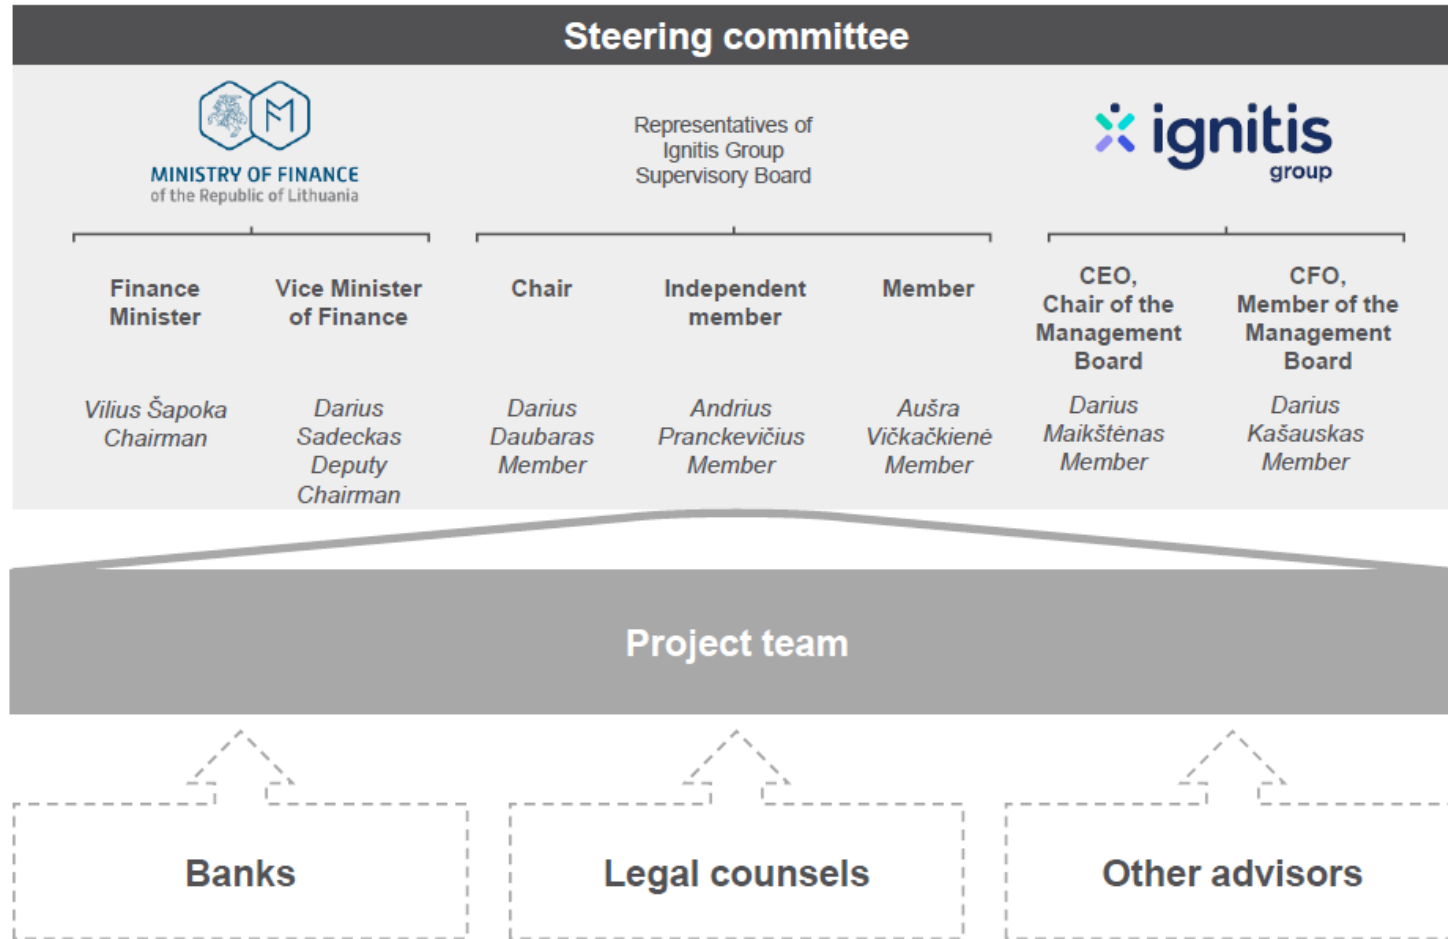 Steering committee
MINISTRY OF FINANCE
of the Republic of Lithuania
Representatives of
Ignitis Group
Supervisory Board
ignitis
group
Finance
Minister
Vice Minister
of Finance
Chair
Independent
member
Member
CEO,
Chair of the
Management
Board
CFO,
Member of the
Management
Board
Vilius Šapoka
Chairman
Darius
Sadeckas
Deputy
Chairman
Darius
Daubaras
Member
Andrius
Pranckevičius
Member
Aušra
Vičkačkienė
Member
Darius
Maikštėnas
Member
Darius
Kašauskas
Member
Project team
Banks
Legal counsels
Other advisors